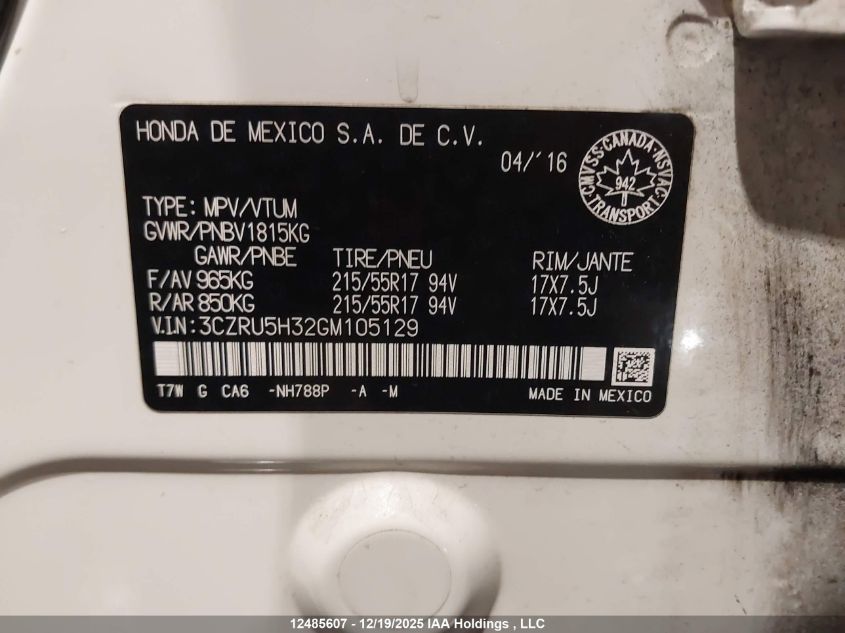 HONDA DE MEXICO S.A. DE C.V.
04/´16
CMVSS·CANADA·NSVAC·TRANSPORT·
942
TYPE: MPV/VTUM
GVWR/PNBV1815KG
GAWR/PNBE TIRE/PNEU RIM/JANTE
F/AV 965KG 215/55R17 94V 17X7.5J
R/AR 850KG 215/55R17 94V 17X7.5J
V.I.N: 3CZRU5H32GM105129
T7W G CA6 -NH788P -A -M MADE IN MEXICO
12485607 - 12/19/2025 IAA Holdings , LLC